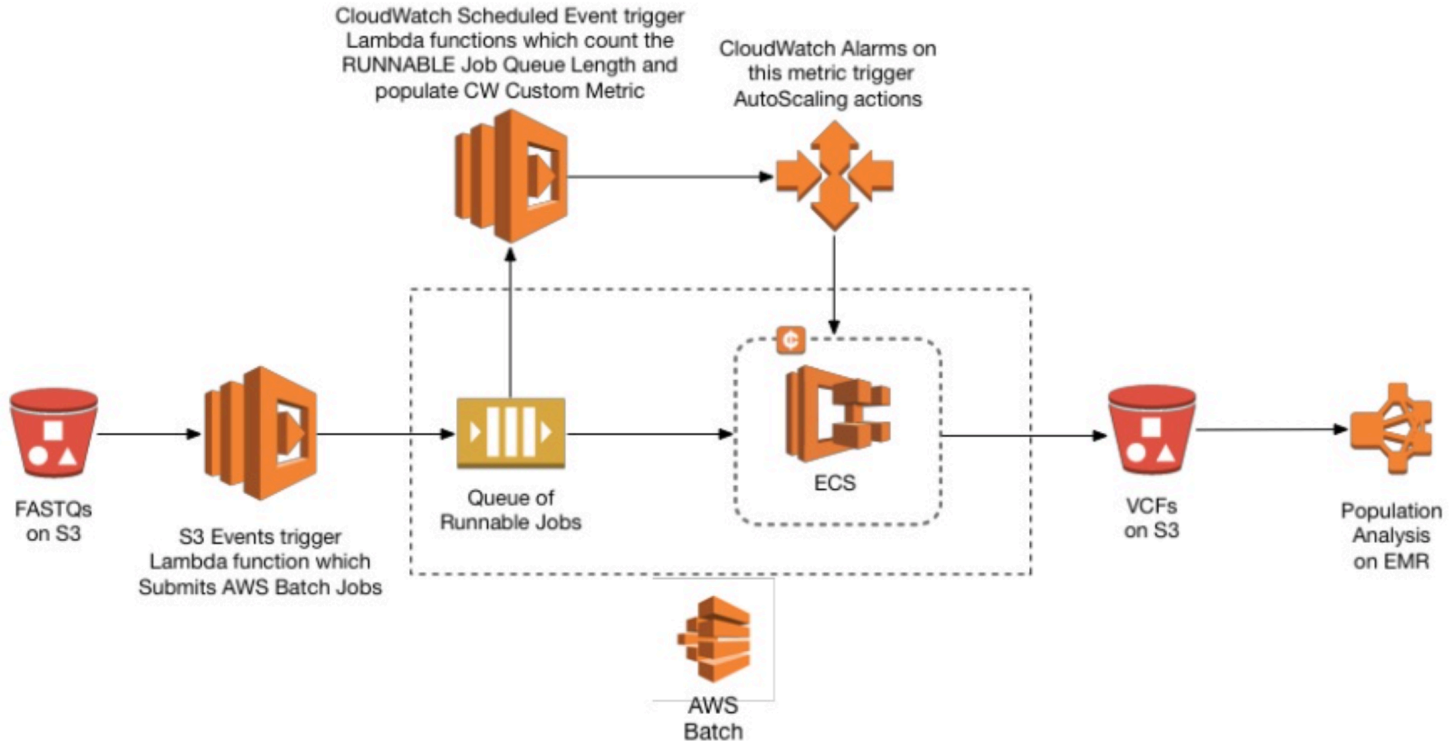 CloudWatch Scheduled Event trigger
Lambda functions which count the
RUNNABLE Job Queue Length and
populate CW Custom Metric
CloudWatch Alarms on
this metric trigger
AutoScaling actions
FASTQs
on S3
S3 Events trigger
Lambda function which
Submits AWS Batch Jobs
Queue of
Runnable Jobs
ECS
VCFs
on S3
Population
Analysis
on EMR
AWS
Batch